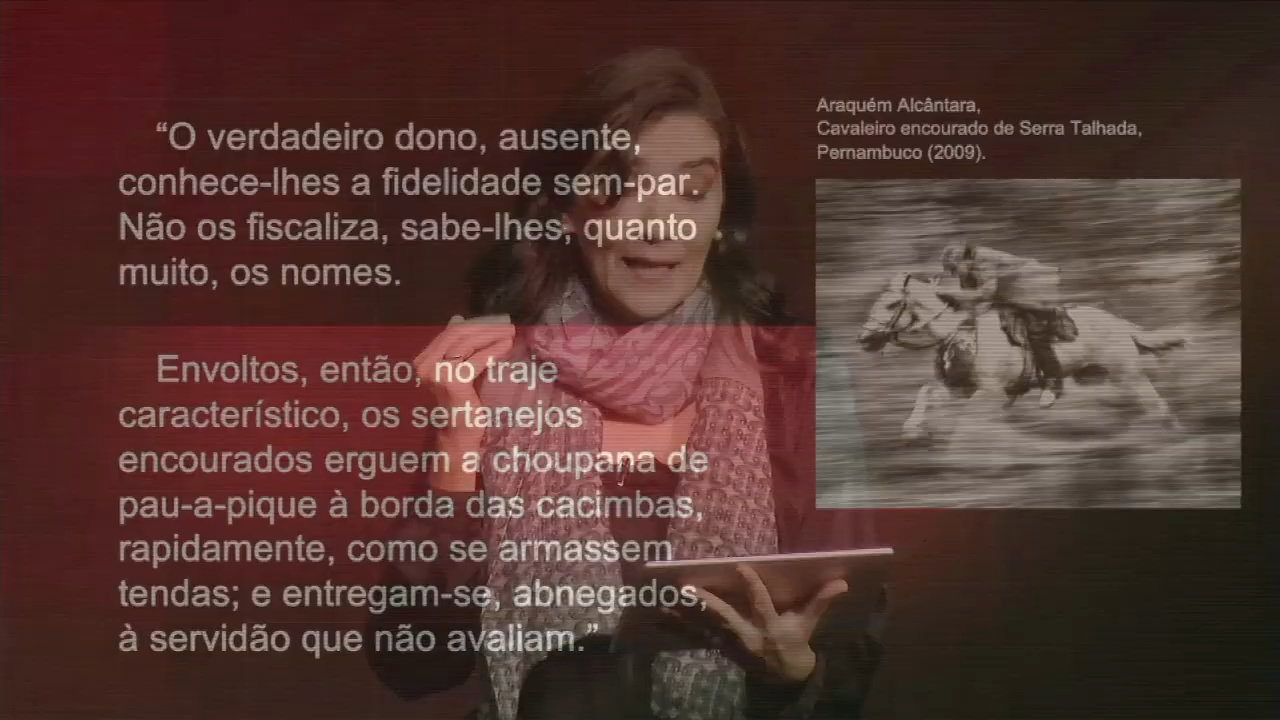 “O verdadeiro dono, ausente,
conhece-lhes a fidelidade sem-par.
Não os fiscaliza, sabe-lhes, quanto
muito, os nomes.
Envoltos, então, no traje
característico, os sertanejos
encourados erguem a choupana de
pau-a-pique à borda das cacimbas,
rapidamente, como se armassem
tendas; e entregam-se, abnegados,
à servidão que não avaliam.”
Araquém Alcântara,
Cavaleiro encourado de Serra Talhada,
Pernambuco (2009).